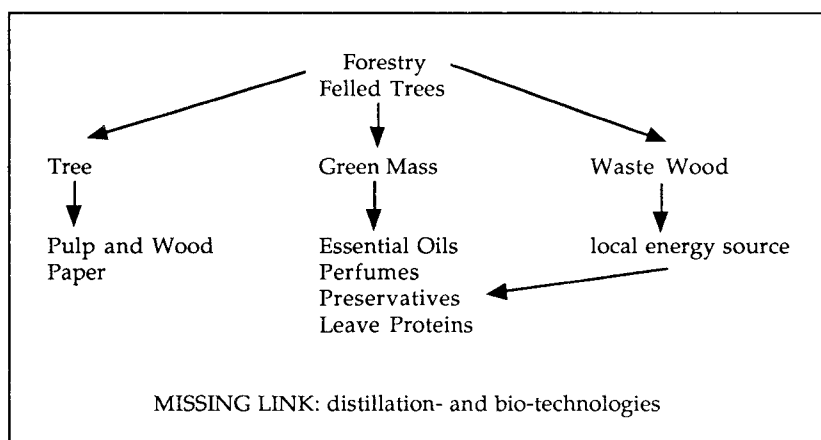 Forestry
Felled Trees
Tree
Green Mass
Waste Wood
Pulp and Wood
Paper
Essential Oils
Perfumes
Preservatives
Leave Proteins
local energy source
MISSING LINK: distillation- and bio-technologies